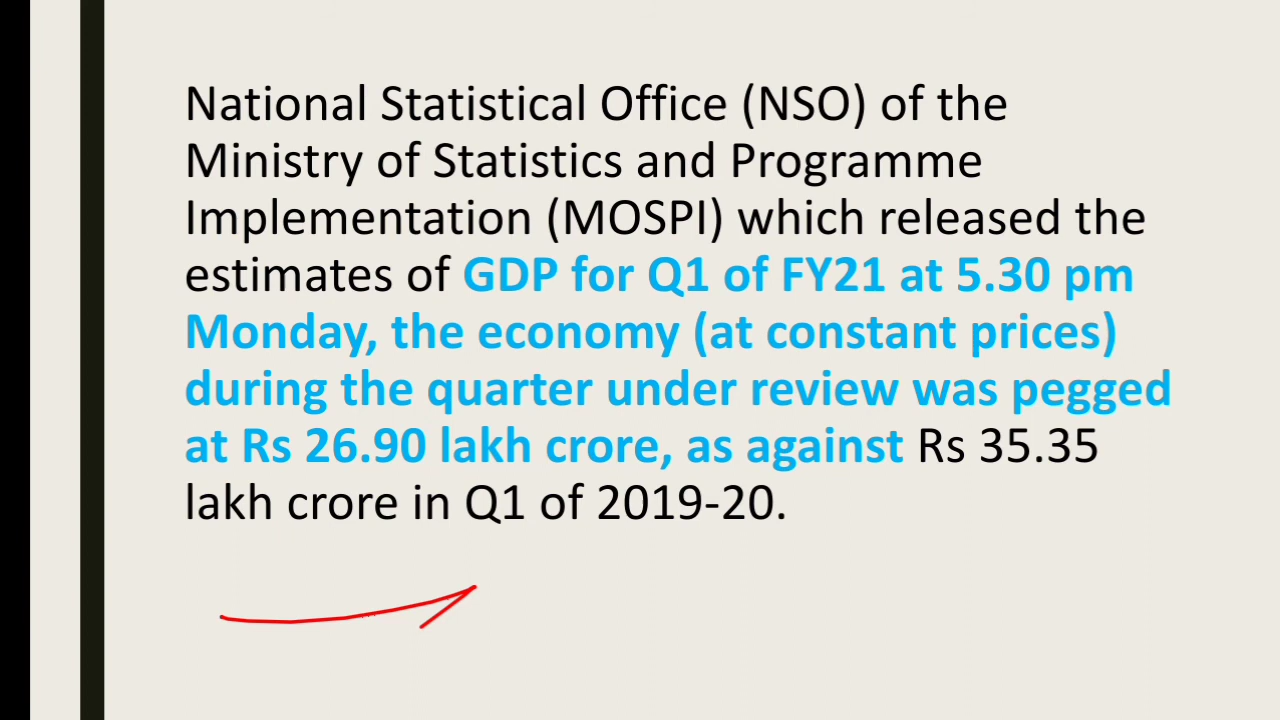 National Statistical Office (NSO) of the
Ministry of Statistics and Programme
Implementation (MOSPI) which released the
estimates of GDP for Q1 of FY21 at 5.30 pm
Monday, the economy (at constant prices)
during the quarter under review was pegged
at Rs 26.90 lakh crore, as against Rs 35.35
lakh crore in Q1 of 2019-20.